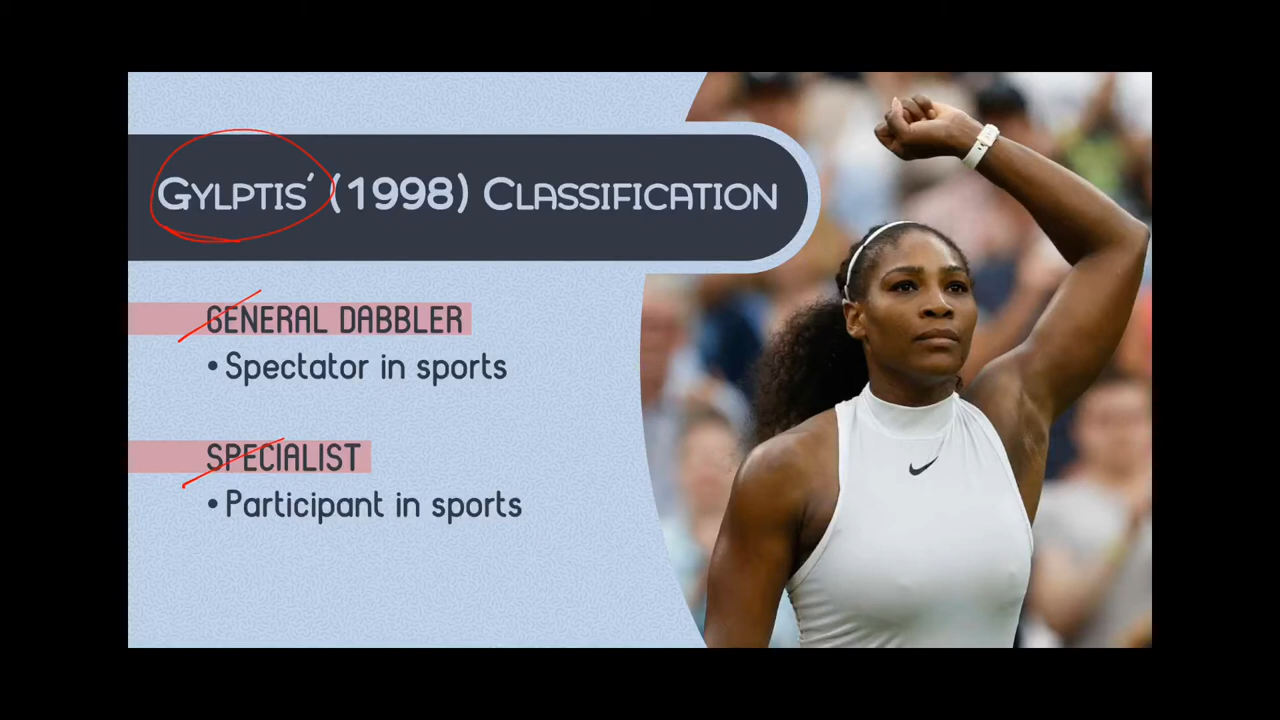 GYLPTIS' (1998) CLASSIFICATION
GENERAL DABBLER
• Spectator in sports
SPECIALIST
• Participant in sports